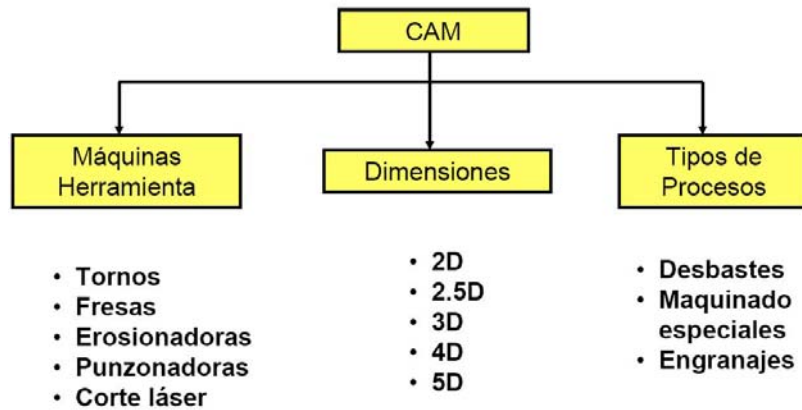 CAM
Máquinas
Herramienta
Dimensiones
Tipos de
Procesos
• Tornos
• Fresas
• Erosionadoras
• Punzonadoras
• Corte láser
• 2D
• 2.5D
• 3D
• 4D
• 5D
• Desbastes
• Maquinado
especiales
• Engranajes